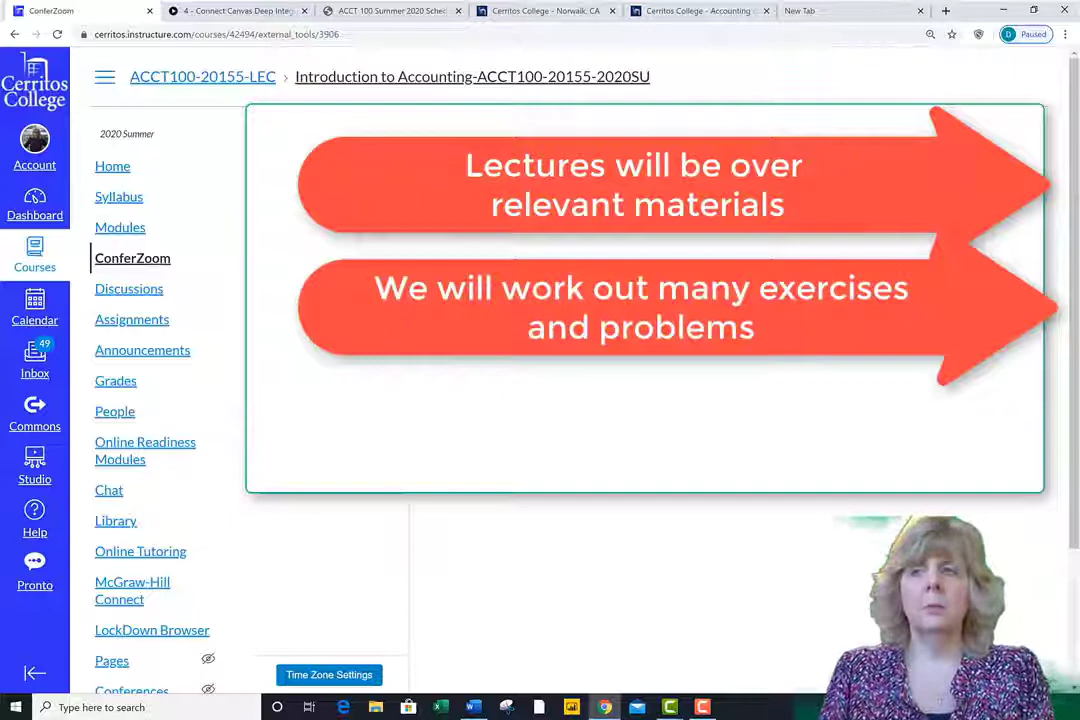 ConferZoom
4 - Connect Canvas Deep Integ
ACCT 100 Summer 2020 Sched
Cerritos College - Norwalk, CA
Cerritos College - Accounting
New Tab
cerritos.instructure.com/courses/42494/external_tools/3906
D Paused
Cerritos
College
ACCT100-20155-LEC › Introduction to Accounting-ACCT100-20155-2020SU
Account
Dashboard
Courses
Calendar
49
Inbox
Commons
Studio
Help
Pronto
2020 Summer
Home
Syllabus
Modules
ConferZoom
Discussions
Assignments
Announcements
Grades
People
Online Readiness
Modules
Chat
Library
Online Tutoring
McGraw-Hill
Connect
LockDown Browser
Pages
Conferences
Lectures will be over
relevant materials
We will work out many exercises
and problems
Time Zone Settings
Type here to search